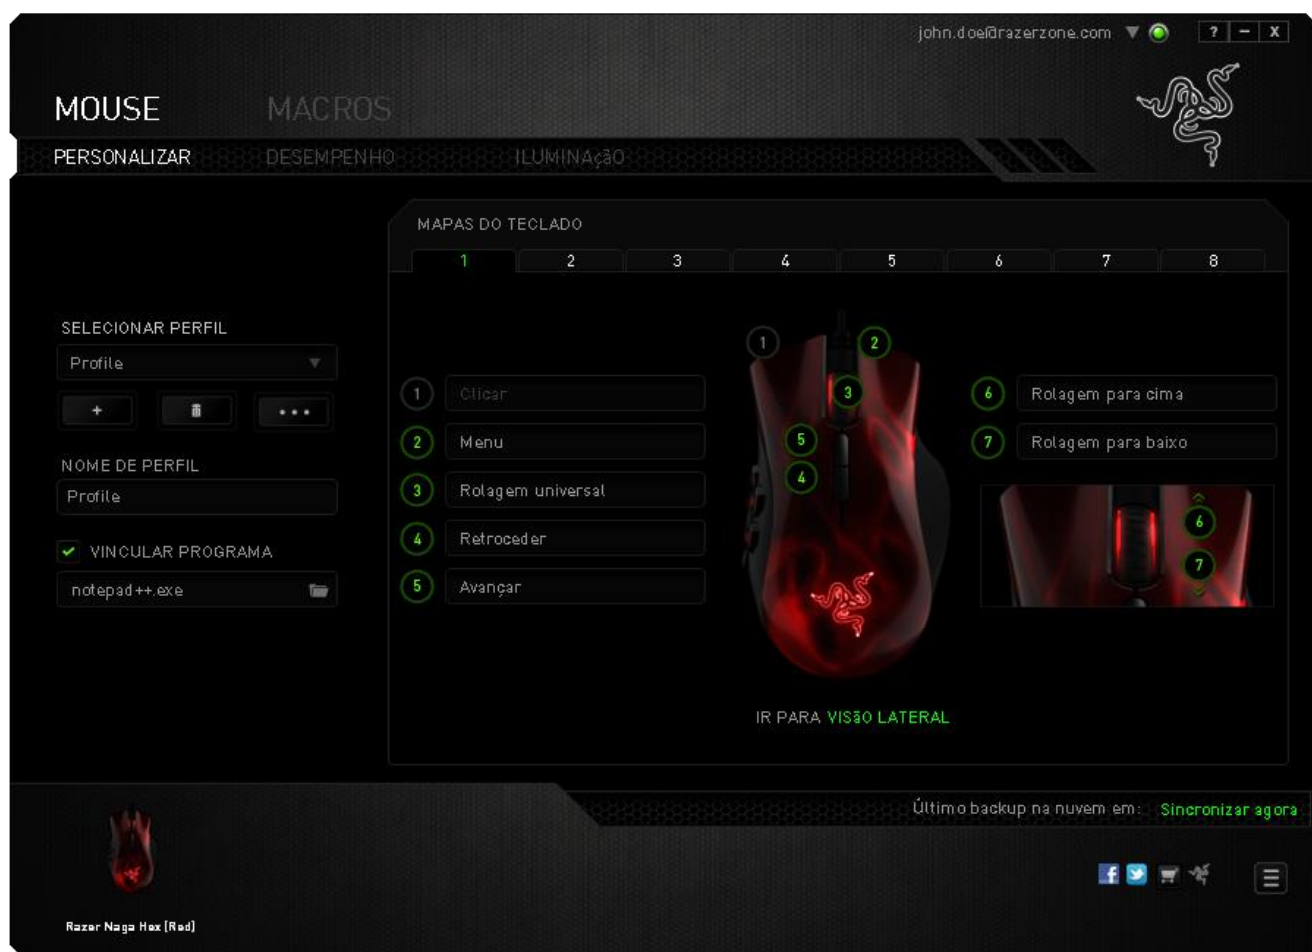 john.doe@razerzone.com ? – X
MOUSE MACROS
PERSONALIZAR DESEMPENHO ILUMINAção
MAPAS DO TECLADO
1 2 3 4 5 6 7 8
SELECIONAR PERFIL
Profile
+
NOME DE PERFIL
Profile
VINCULAR PROGRAMA
notepad++.exe
1 Clicar
2 Menu
3 Rolagem universal
4 Retroceder
5 Avançar
1 2
3
5
4
6 Rolagem para cima
7 Rolagem para baixo
6
7
IR PARA VISãO LATERAL
Último backup na nuvem em: Sincronizar agora
f
Razer Naga Hex [Red]